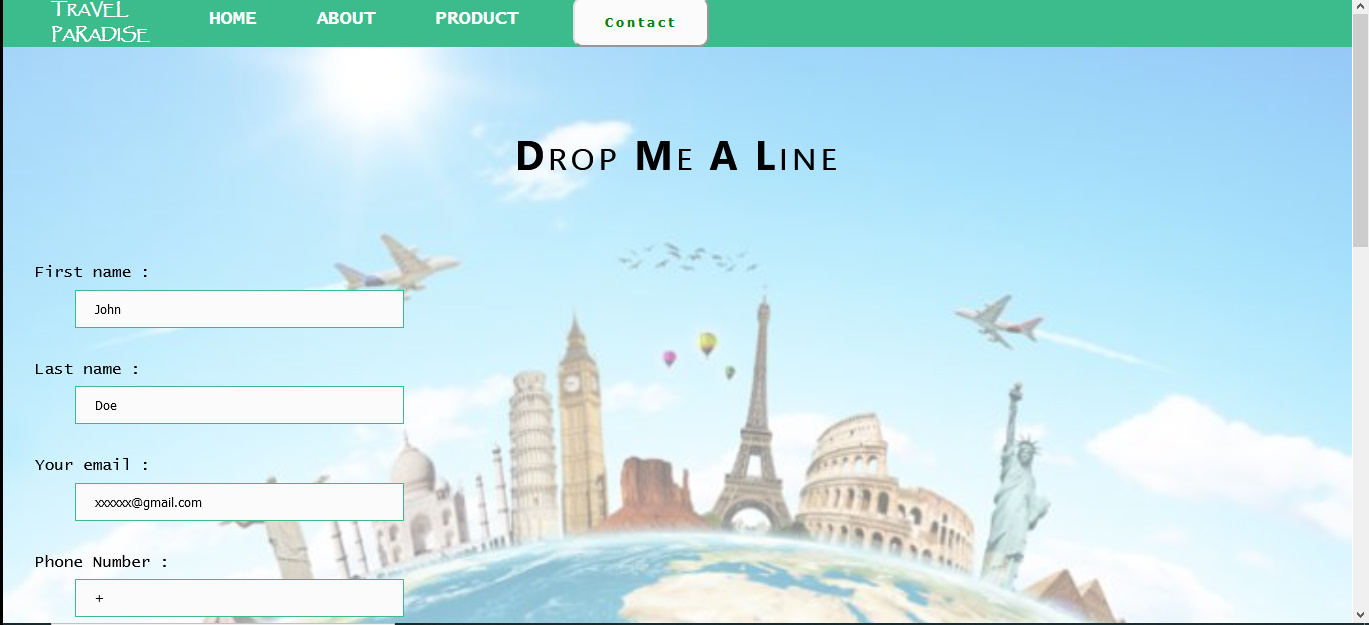 TRAVEL
PARADISE
HOME ABOUT PRODUCT Contact
DROP ME A LINE
First name :
John
Last name :
Doe
Your email :
xxxxxx@gmail.com
Phone Number :
+